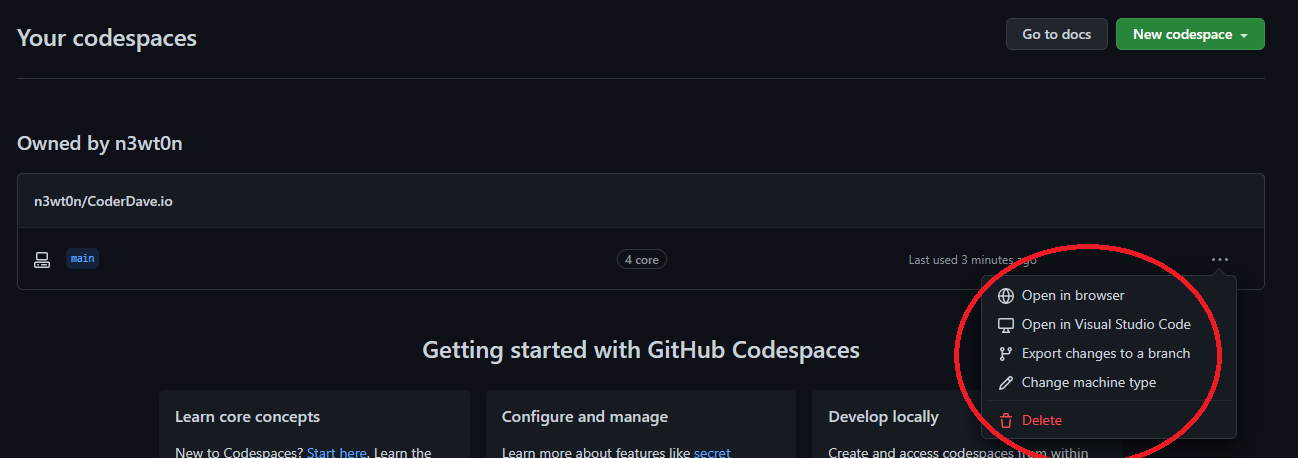 Your codespaces
Go to docs
New codespace
Owned by n3wt0n
n3wt0n/CoderDave.io
main
4 core
Last used 3 minutes ago
Open in browser
Open in Visual Studio Code
Export changes to a branch
Change machine type
Delete
Getting started with GitHub Codespaces
Learn core concepts
New to Codespaces? Start here. Learn the
Configure and manage
Learn more about features like secret
Develop locally
Create and access codespaces from within